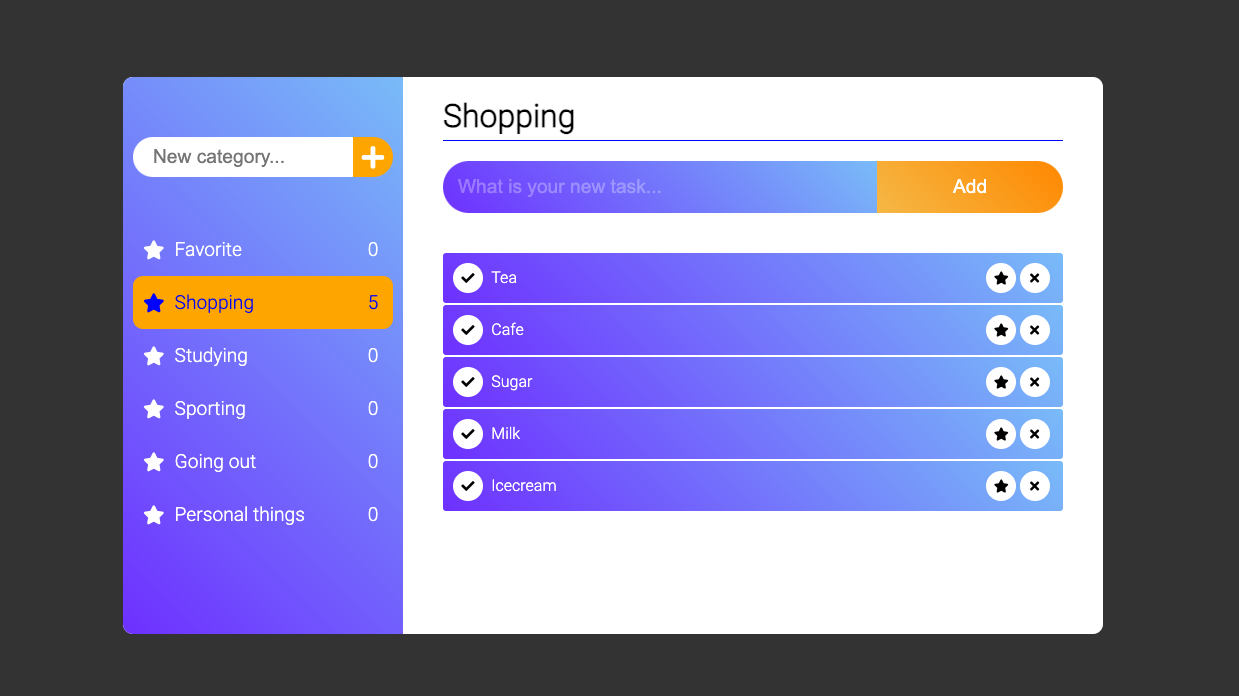 New category...
Favorite 0
Shopping 5
Studying 0
Sporting 0
Going out 0
Personal things 0
Shopping
What is your new task... Add
Tea
Cafe
Sugar
Milk
Icecream